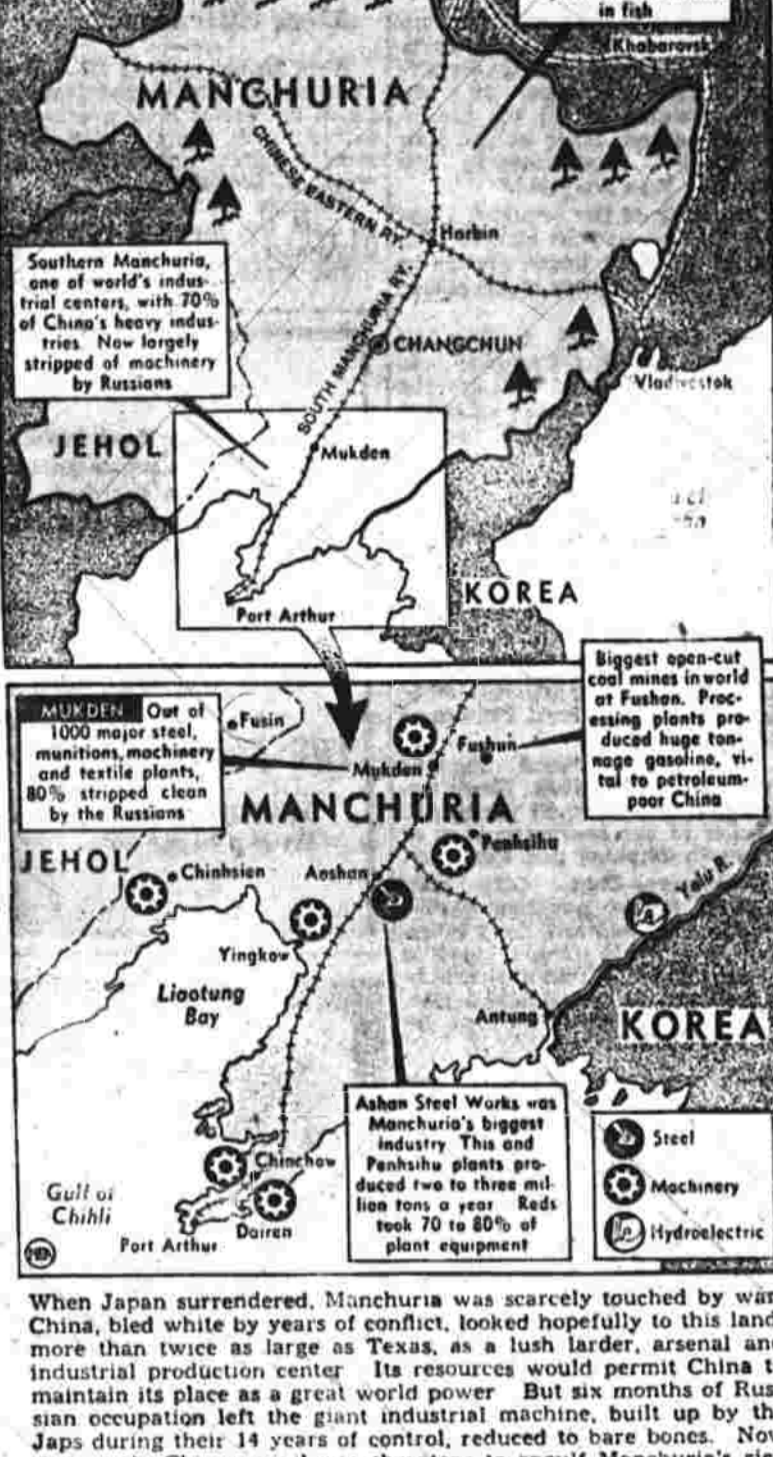 in fish
Khabarovsk
MANCHURIA
CHINESE EASTERN RY.
Harbin
Southern Manchuria,
one of world's indus-
trial centers, with 70%
of China's heavy indus-
tries. Now largely
stripped of machinery
by Russians
SOUTH MANCHURIA RY.
CHANGCHUN
Vladivostok
JEHOL
Mukden
KOREA
Port Arthur
Biggest open-cut
coal mines in world
at Fushun. Proc-
essing plants pro-
duced huge ton-
nage gasoline, vi-
tal to petroleum-
poor China
MUKDEN Out of
1000 major steel,
munitions, machinery
and textile plants,
80% stripped clean
by the Russians
Fusin
Fushun
Mukden
MANCHURIA
Penhsihu
JEHOL
Chinhsien
Anshan
Yalu R.
Yingkow
Liaotung
Bay
Antung
KOREA
Ashan Steel Works was
Manchuria's biggest
industry This and
Penhsihu plants pro-
duced two to three mil-
lion tons a year Reds
took 70 to 80% of
plant equipment
Steel
Machinery
Hydroelectric
Chinchow
Gulf of
Chihli
Dairen
Port Arthur
When Japan surrendered, Manchuria was scarcely touched by war
China, bled white by years of conflict, looked hopefully to this land
more than twice as large as Texas, as a lush larder, arsenal an
industrial production center Its resources would permit China t
maintain its place as a great world power But six months of Rus
sian occupation left the giant industrial machine, built up by th
Japs during their 14 years of control, reduced to bare bones. Nov